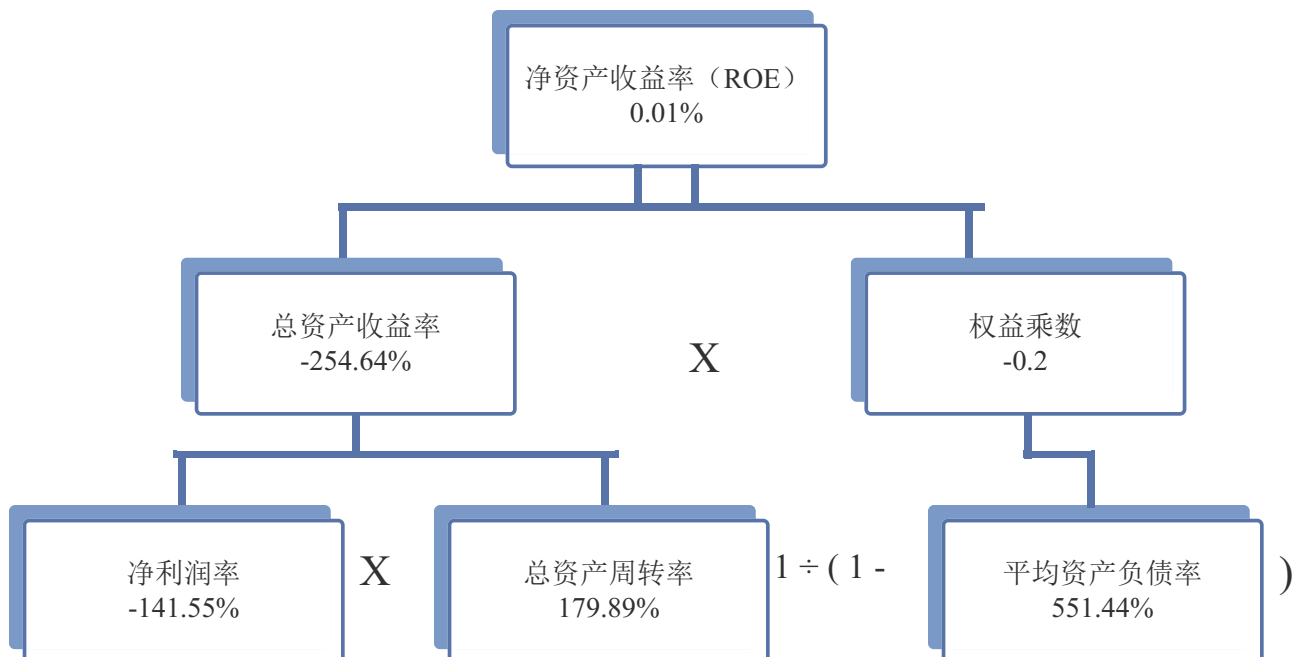 净资产收益率（ROE）
0.01%
总资产收益率
-254.64%
X
权益乘数
-0.2
净利润率
-141.55%
X
总资产周转率
179.89%
1 ÷ ( 1 -
平均资产负债率
551.44%
)